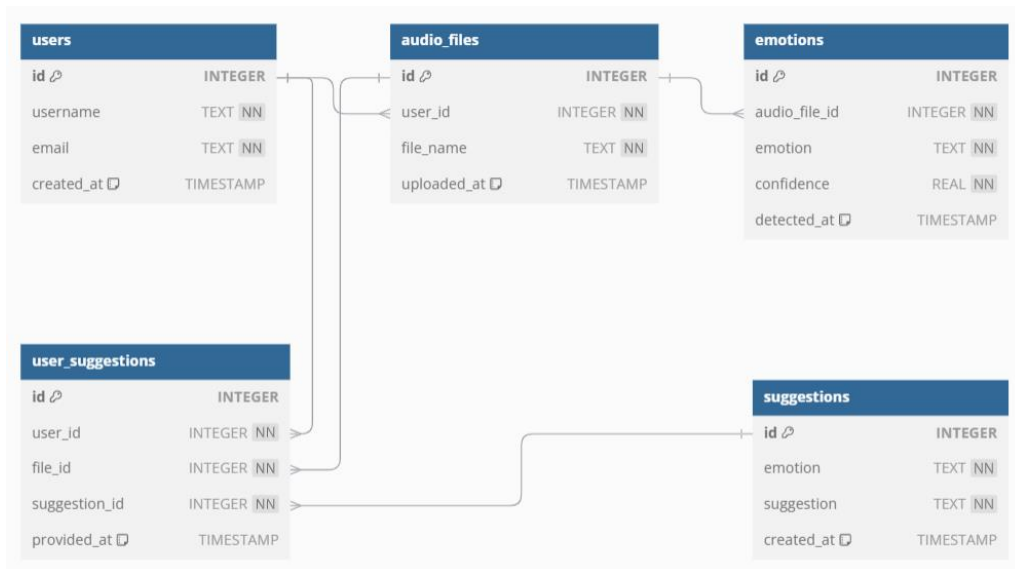 users
id INTEGER
username TEXT NN
email TEXT NN
created_at TIMESTAMP
audio_files
id INTEGER
user_id INTEGER NN
file_name TEXT NN
uploaded_at TIMESTAMP
emotions
id INTEGER
audio_file_id INTEGER NN
emotion TEXT NN
confidence REAL NN
detected_at TIMESTAMP
user_suggestions
id INTEGER
user_id INTEGER NN
file_id INTEGER NN
suggestion_id INTEGER NN
provided_at TIMESTAMP
suggestions
id INTEGER
emotion TEXT NN
suggestion TEXT NN
created_at TIMESTAMP